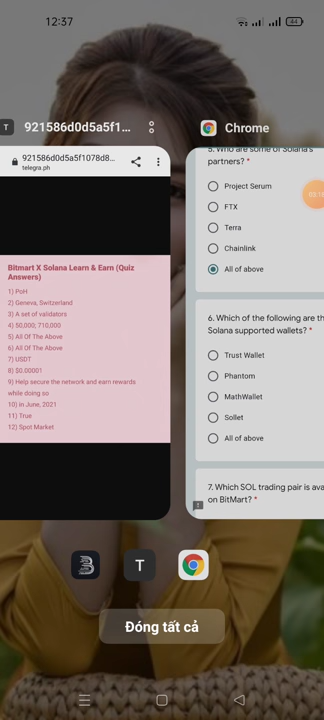 12:37
44
T
921586d0d5a5f1...
921586d0d5a5f1078d8...
telegra.ph
Bitmart X Solana Learn & Earn (Quiz
Answers)
1) PoH
2) Geneva, Switzerland
3) A set of validators
4) 50,000; 710,000
5) All Of The Above
6) All Of The Above
7) USDT
8) $0.00001
9) Help secure the network and earn rewards
while doing so
10) in June, 2021
11) True
12) Spot Market
Chrome
5. Who are some of Solana's
partners? *
Project Serum
FTX
Terra
Chainlink
All of above
6. Which of the following are th
Solana supported wallets? *
Trust Wallet
Phantom
MathWallet
Sollet
All of above
7. Which SOL trading pair is ava
on BitMart? *
T
Đóng tất cả